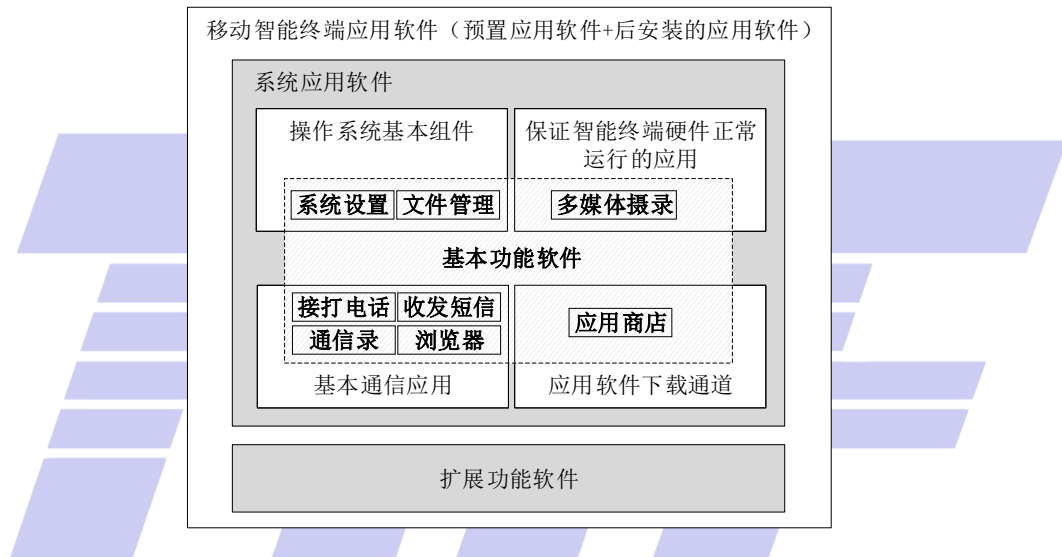 移动智能终端应用软件（预置应用软件+后安装的应用软件）
系统应用软件
操作系统基本组件
保证智能终端硬件正常
运行的应用
系统设置
文件管理
多媒体摄录
基本功能软件
接打电话
收发短信
通信录
浏览器
应用商店
基本通信应用
应用软件下载通道
扩展功能软件